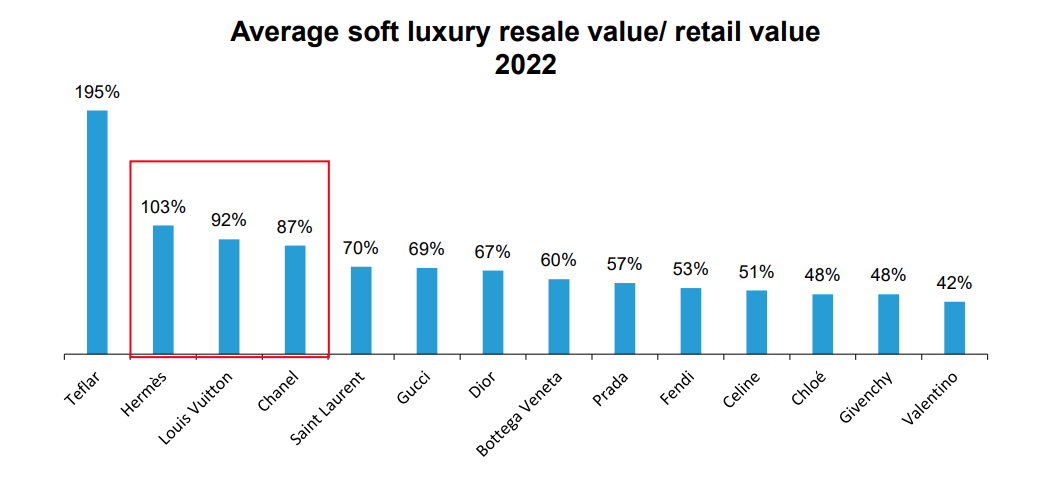 Average soft luxury resale value/ retail value
2022
195%
103%
92%
87%
70%
69%
67%
60%
57%
53%
51%
48%
48%
42%
Teflar
Hermès
Louis Vuitton
Chanel
Saint Laurent
Gucci
Dior
Bottega Veneta
Prada
Fendi
Celine
Chloé
Givenchy
Valentino